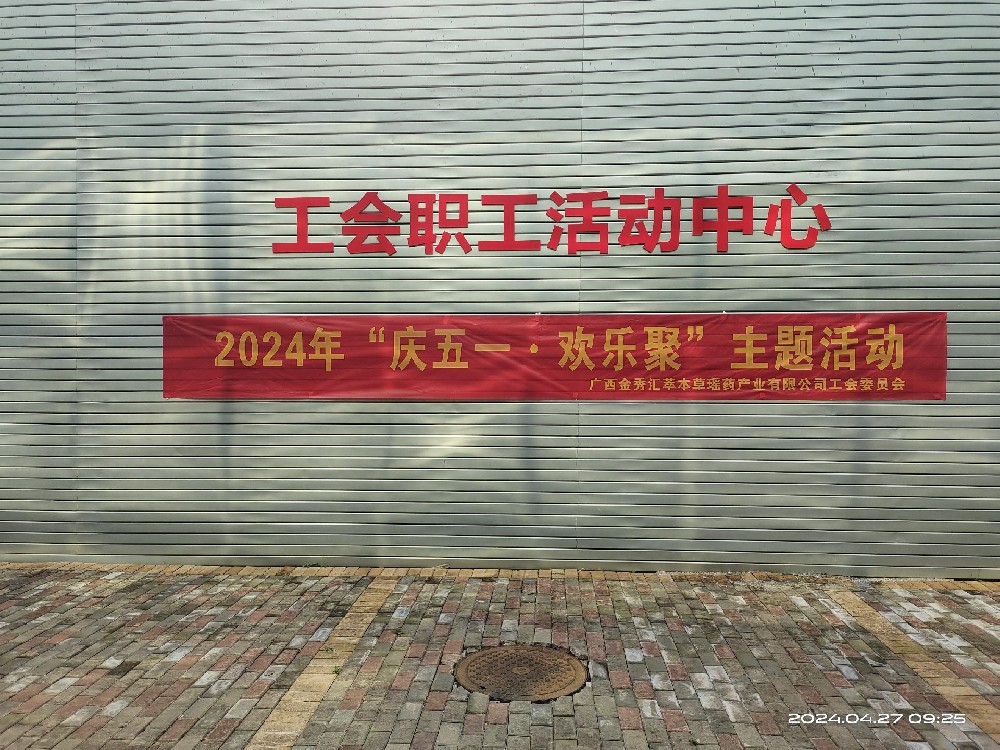 工会职工活动中心
2024年“庆五一·欢乐聚”主题活动
广西金秀汇萃本草瑶药产业有限公司工会委员会
2024.04.27 09:25